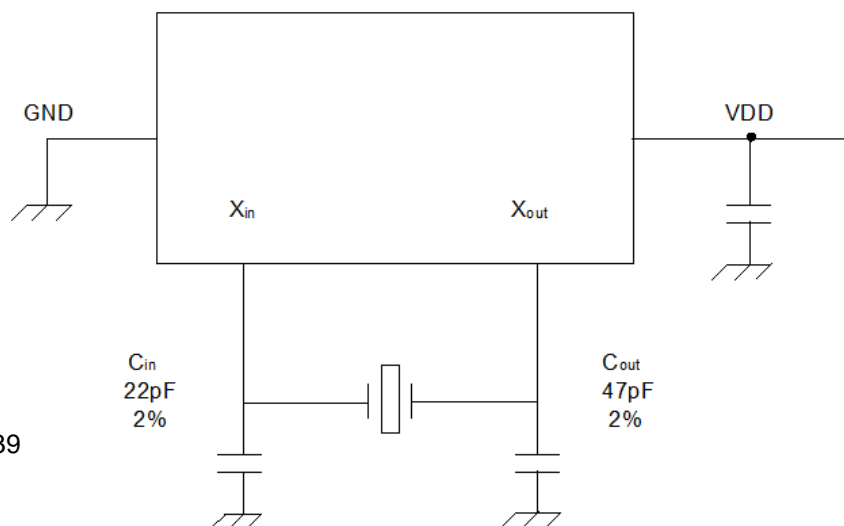 GND
VDD
Xin
Xout
Cin
22pF
2%
Cout
47pF
2%
39